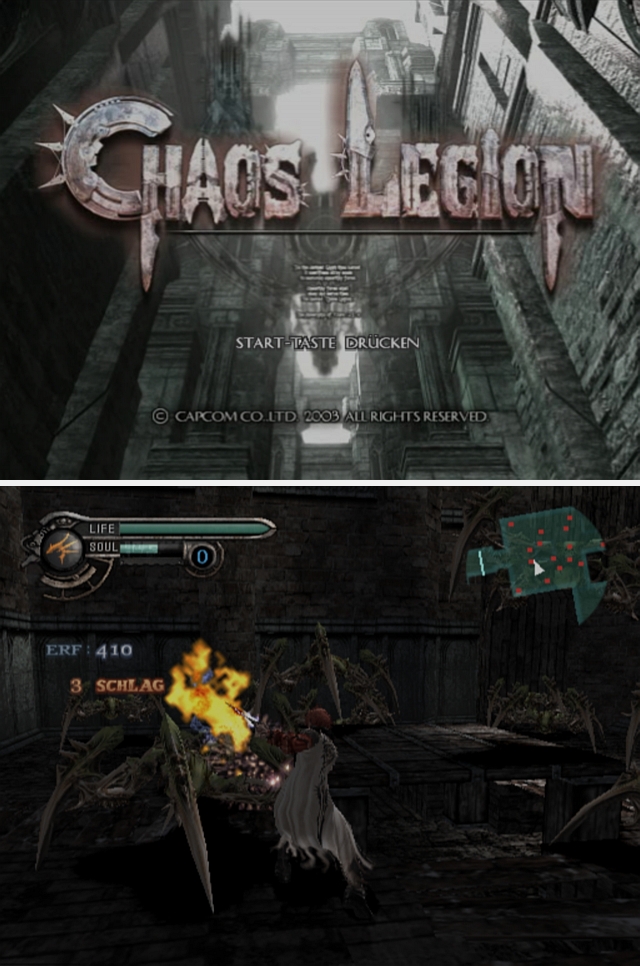 CHAOS LEGION
START-TASTE DRÜCKEN
© CAPCOM CO.,LTD. 2003 ALL RIGHTS RESERVED
LIFE
SOUL
0
ERF: 410
3 SCHLAG